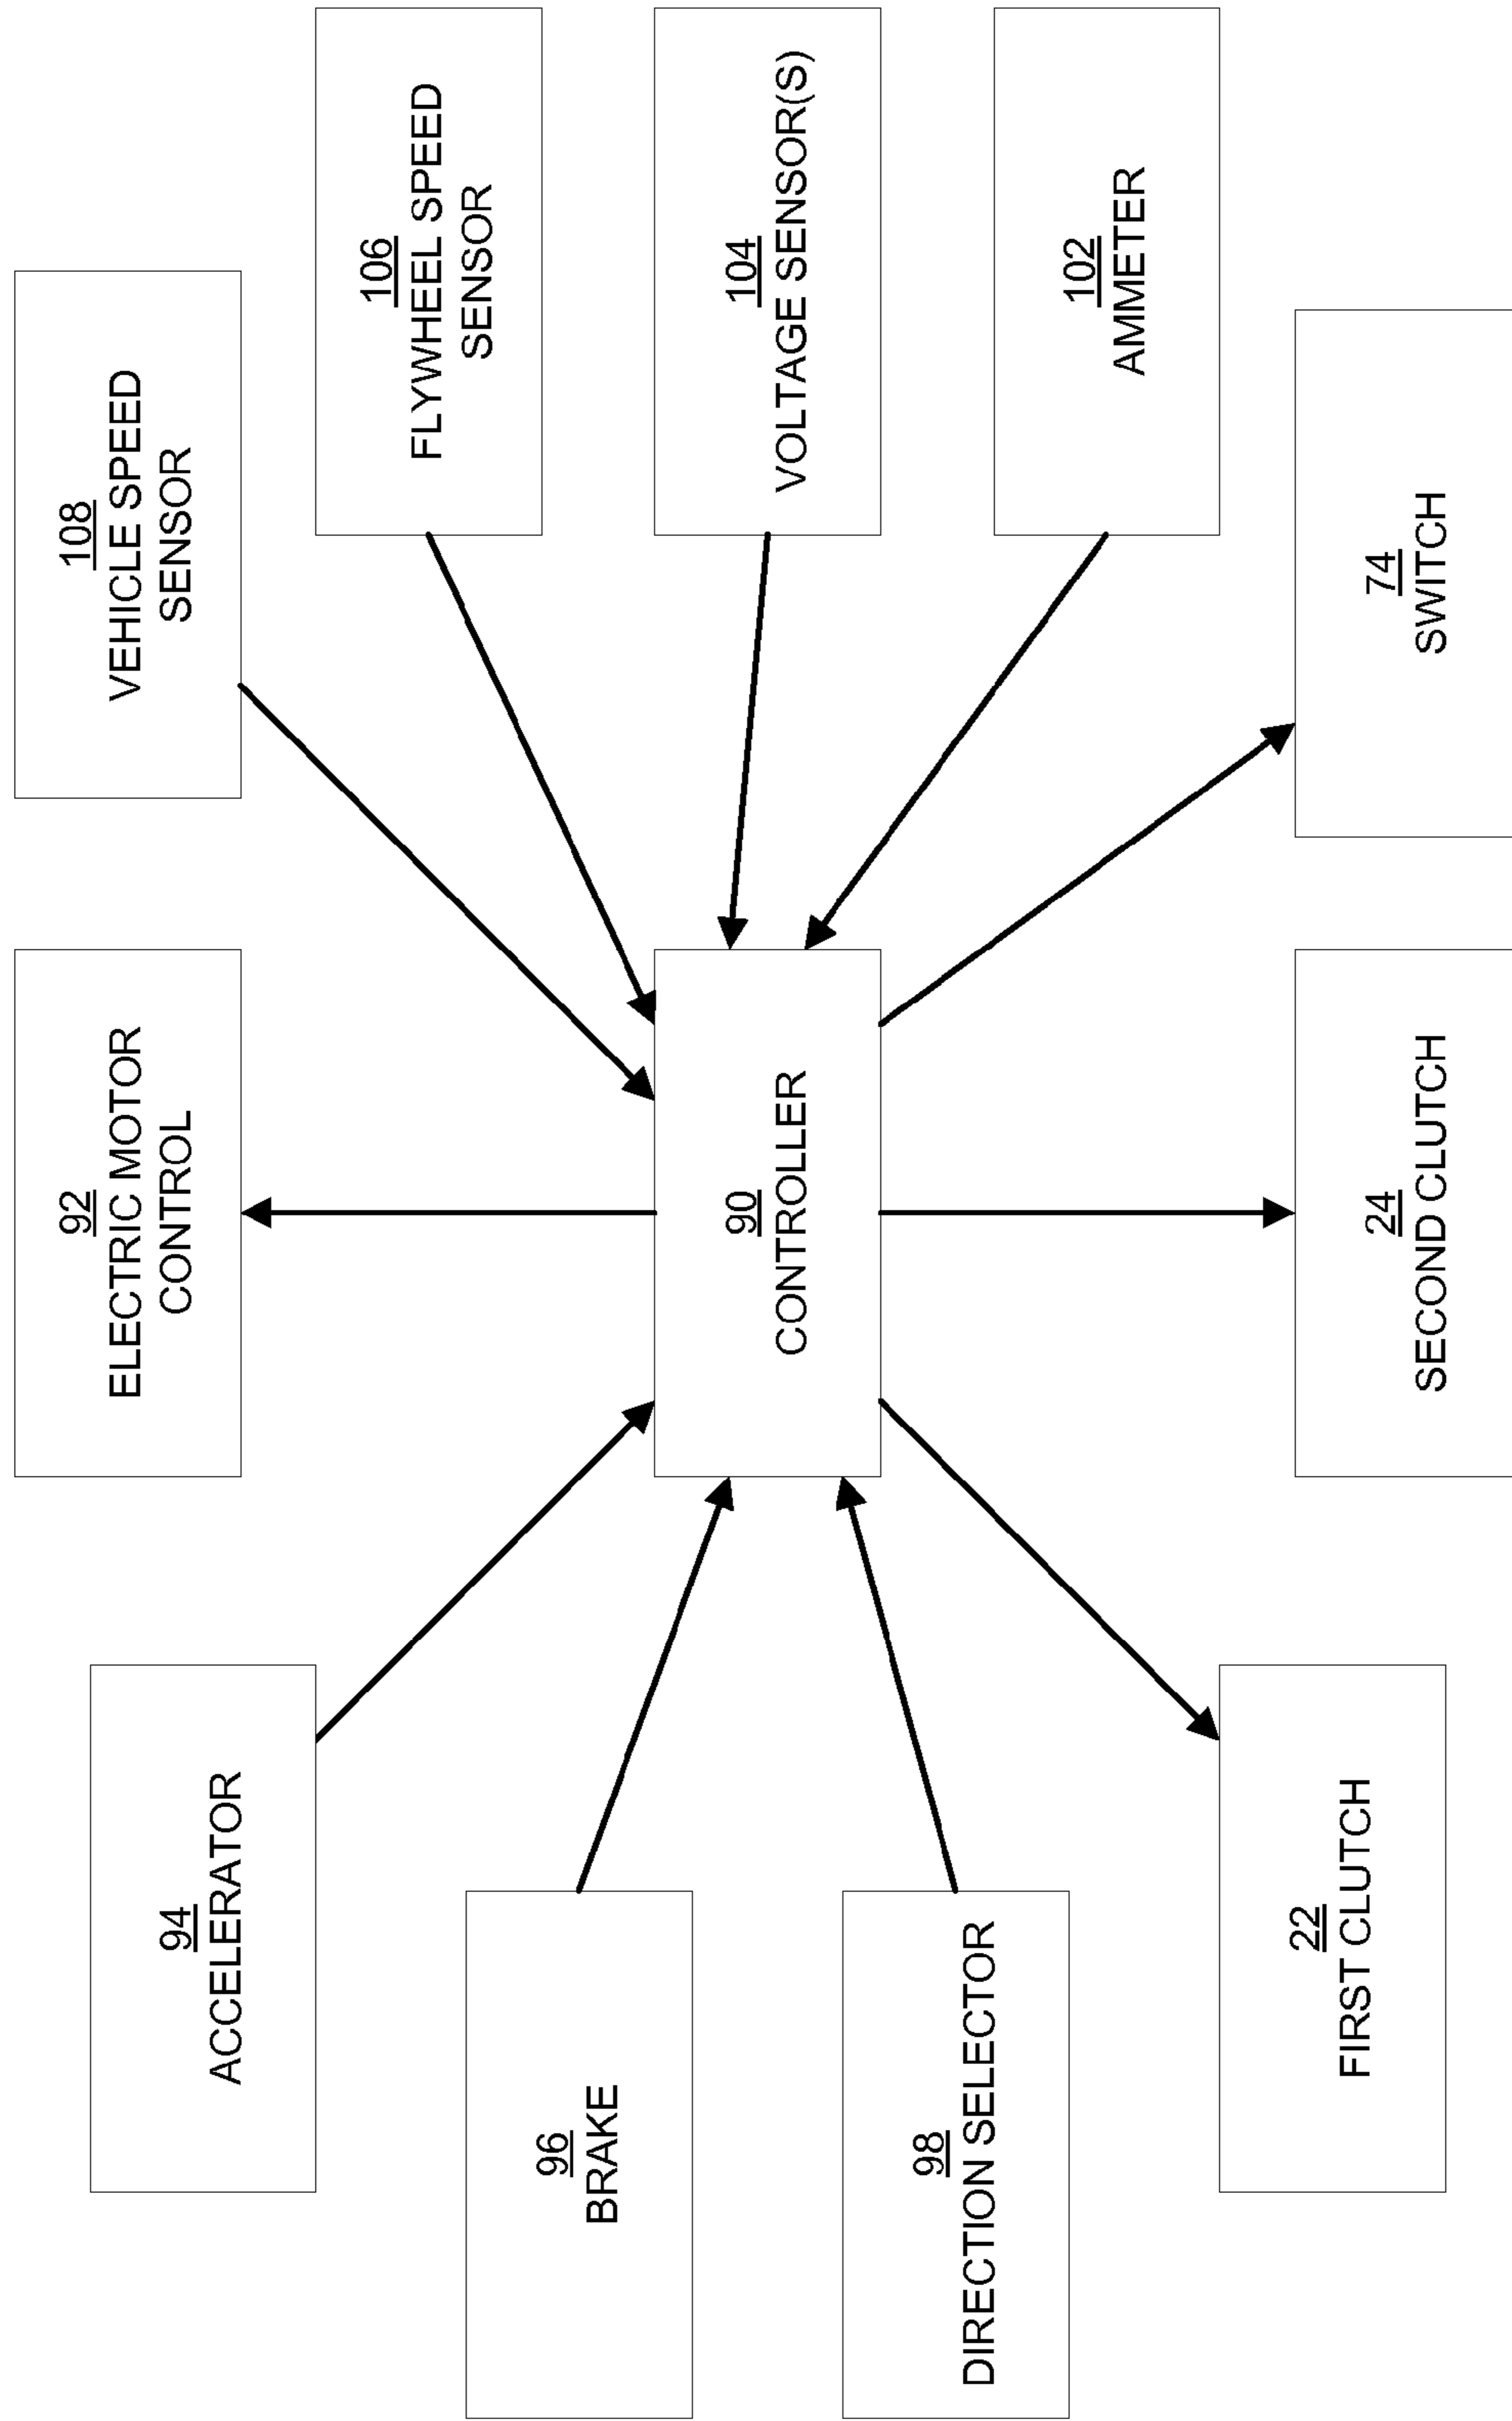 94
ACCELERATOR
92
ELECTRIC MOTOR
CONTROL
108
VEHICLE SPEED
SENSOR
96
BRAKE
106
FLYWHEEL SPEED
SENSOR
98
DIRECTION SELECTOR
90
CONTROLLER
104
VOLTAGE SENSOR(S)
102
AMMETER
22
FIRST CLUTCH
24
SECOND CLUTCH
74
SWITCH